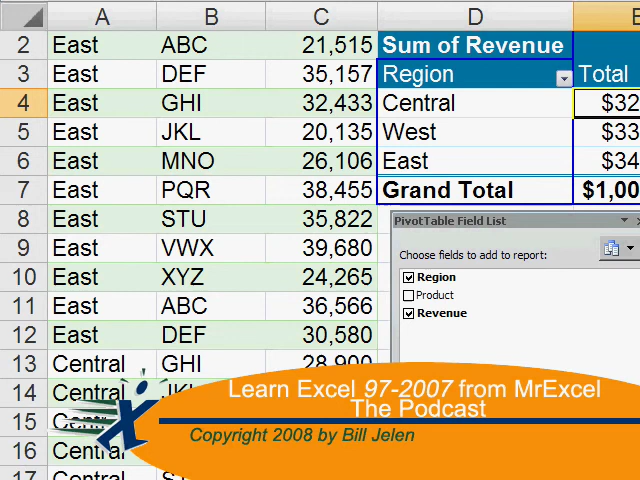 A B C D E
2 East ABC 21,515 Sum of Revenue
3 East DEF 35,157 Region Total
4 East GHI 32,433 Central $32
5 East JKL 20,135 West $33
6 East MNO 26,106 East $34
7 East PQR 38,455 Grand Total $1,00
8 East STU 35,822
PivotTable Field List
9 East VWX 39,680
Choose fields to add to report:
10 East XYZ 24,265
Region
Product
11 East ABC 36,566
Revenue
12 East DEF 30,580
13 Central GHI 28,900
14 Central
15 Central
16 Central
17 Central
Learn Excel 97-2007 from MrExcel
The Podcast
Copyright 2008 by Bill Jelen